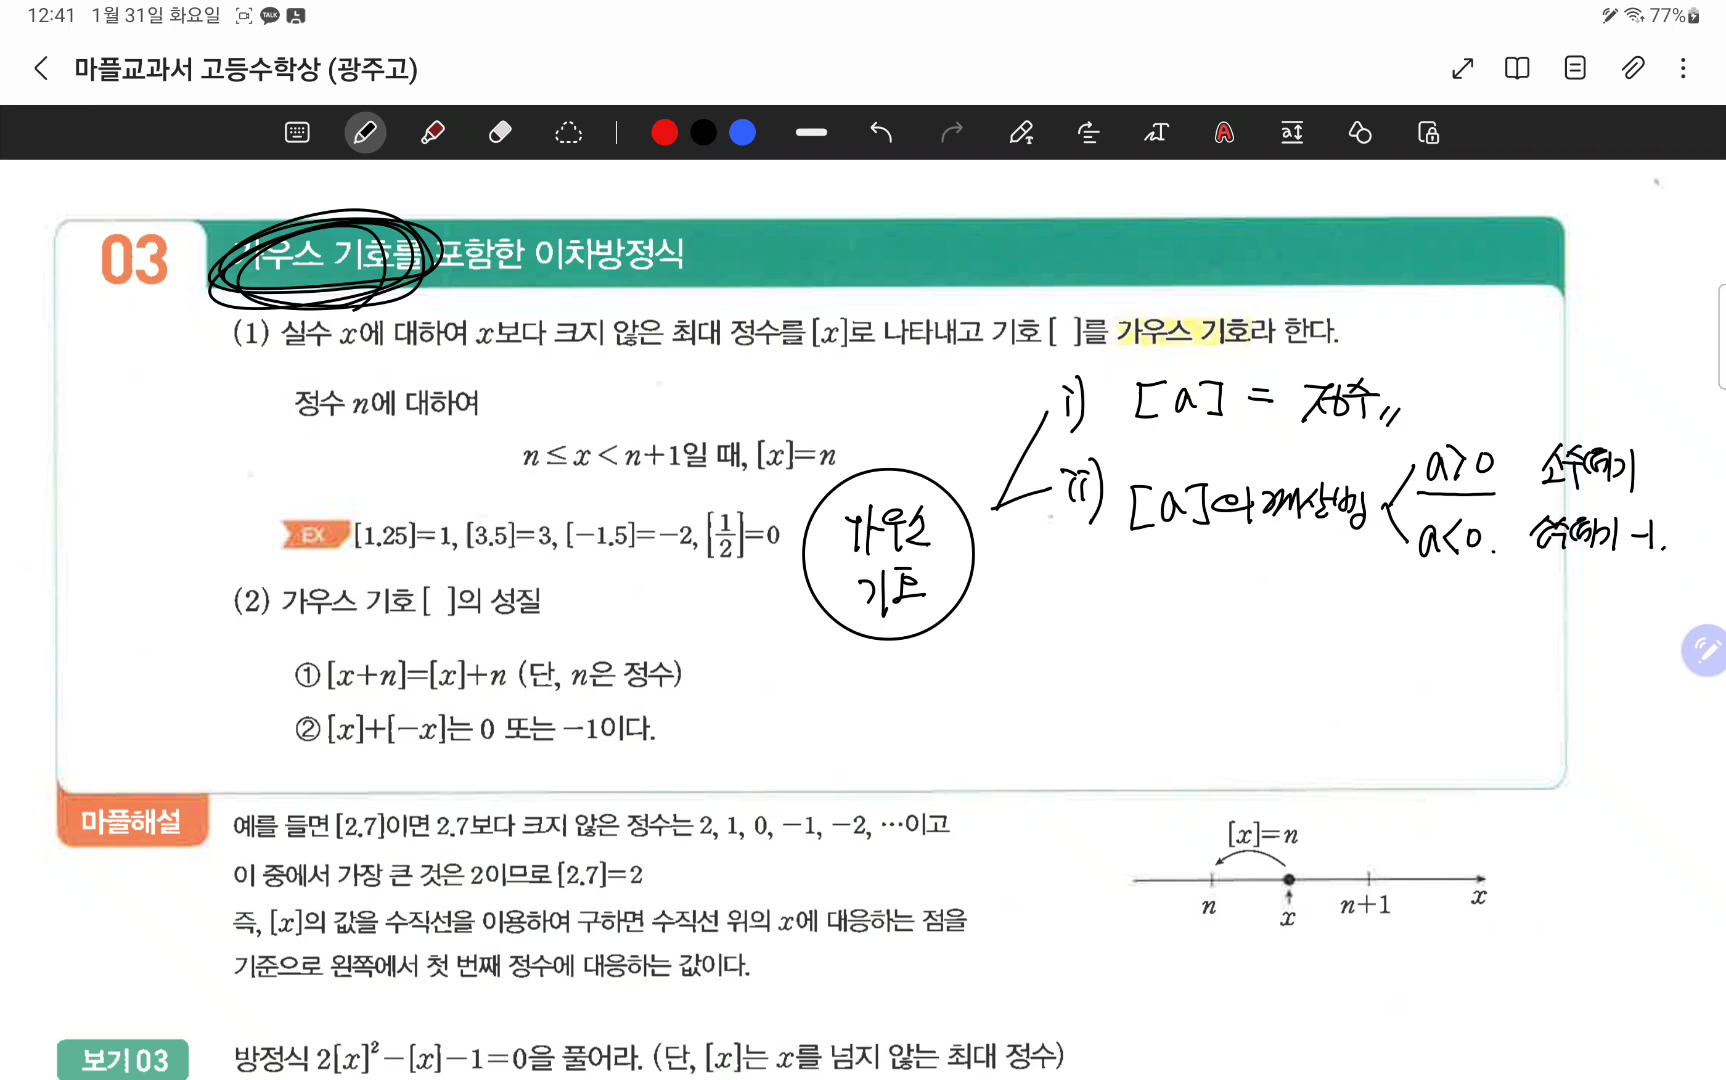 12:41 1월 31일 화요일 77%
마플교과서 고등수학상 (광주고)
03 가우스 기호를 포함한 이차방정식
(1) 실수 x에 대하여 x보다 크지 않은 최대 정수를 [x]로 나타내고 기호 [ ]를 가우스 기호라 한다.
정수 n에 대하여
n≤x<n+1일 때, [x]=n
EX [1.25]=1, [3.5]=3, [−1.5]=−2, [1/2]=0
(2) 가우스 기호 [ ]의 성질
① [x+n]=[x]+n (단, n은 정수)
② [x]+[−x]는 0 또는 −1이다.
가우스
기호
i) [a] = 정수〃
ii) [a]의 계산법
a>0
a<0. -1.
마플해설
예를 들면 [2.7]이면 2.7보다 크지 않은 정수는 2, 1, 0, −1, −2, ⋯이고
이 중에서 가장 큰 것은 2이므로 [2.7]=2
즉, [x]의 값을 수직선을 이용하여 구하면 수직선 위의 x에 대응하는 점을
기준으로 왼쪽에서 첫 번째 정수에 대응하는 값이다.
[x]=n
n x n+1 x
보기 03 방정식 2[x]²−[x]−1=0을 풀어라. (단, [x]는 x를 넘지 않는 최대 정수)